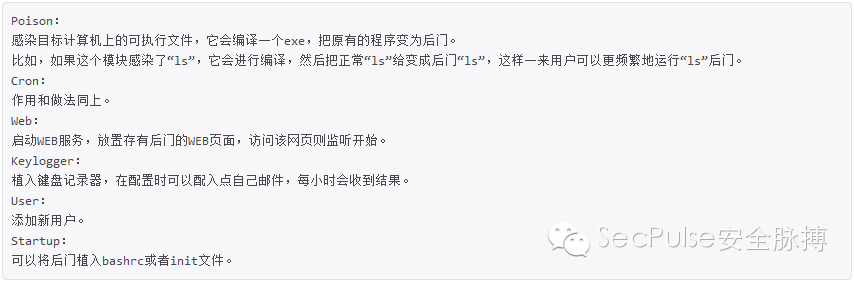 Poison:
感染目标计算机上的可执行文件，它会编译一个exe，把原有的程序变为后门。
比如，如果这个模块感染了“ls”，它会进行编译，然后把正常“ls”给变成后门“ls”，这样一来用户可以更频繁地运行“ls”后门。
Cron:
作用和做法同上。
Web:
启动WEB服务，放置存有后门的WEB页面，访问该网页则监听开始。
Keylogger:
植入键盘记录器，在配置时可以配入点自己邮件，每小时会收到结果。
User:
添加新用户。
Startup:
可以将后门植入bashrc或者init文件。
SecPulse安全脉搏